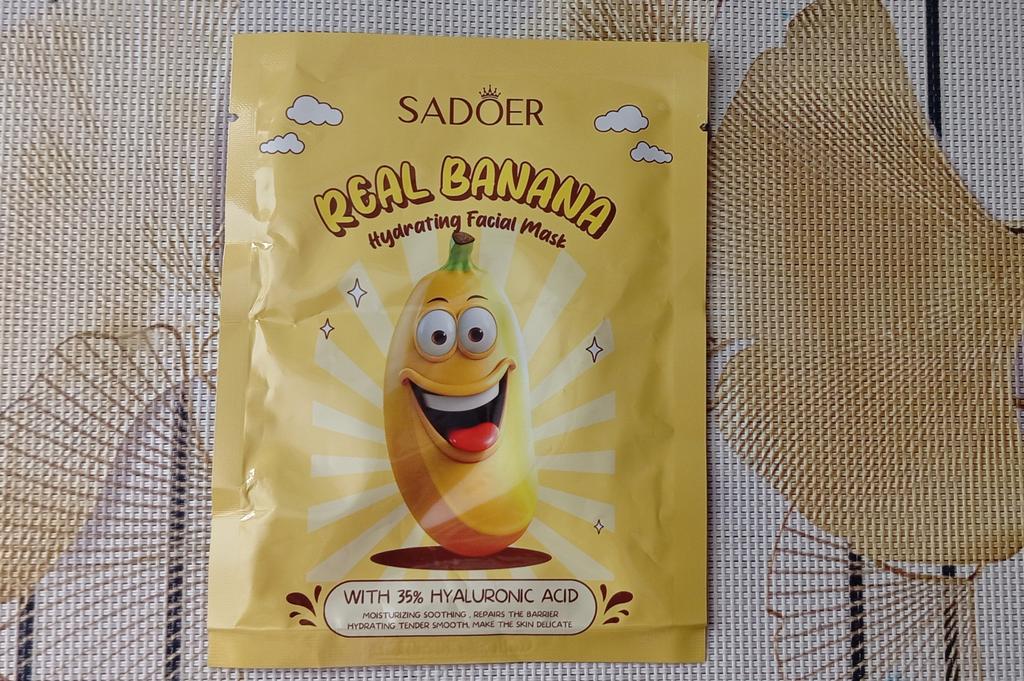 SADOER
REAL BANANA
Hydrating Facial Mask
WITH 35% HYALURONIC ACID
MOISTURIZING SOOTHING , REPAIRS THE BARRIER
HYDRATING TENDER SMOOTH, MAKE THE SKIN DELICATE